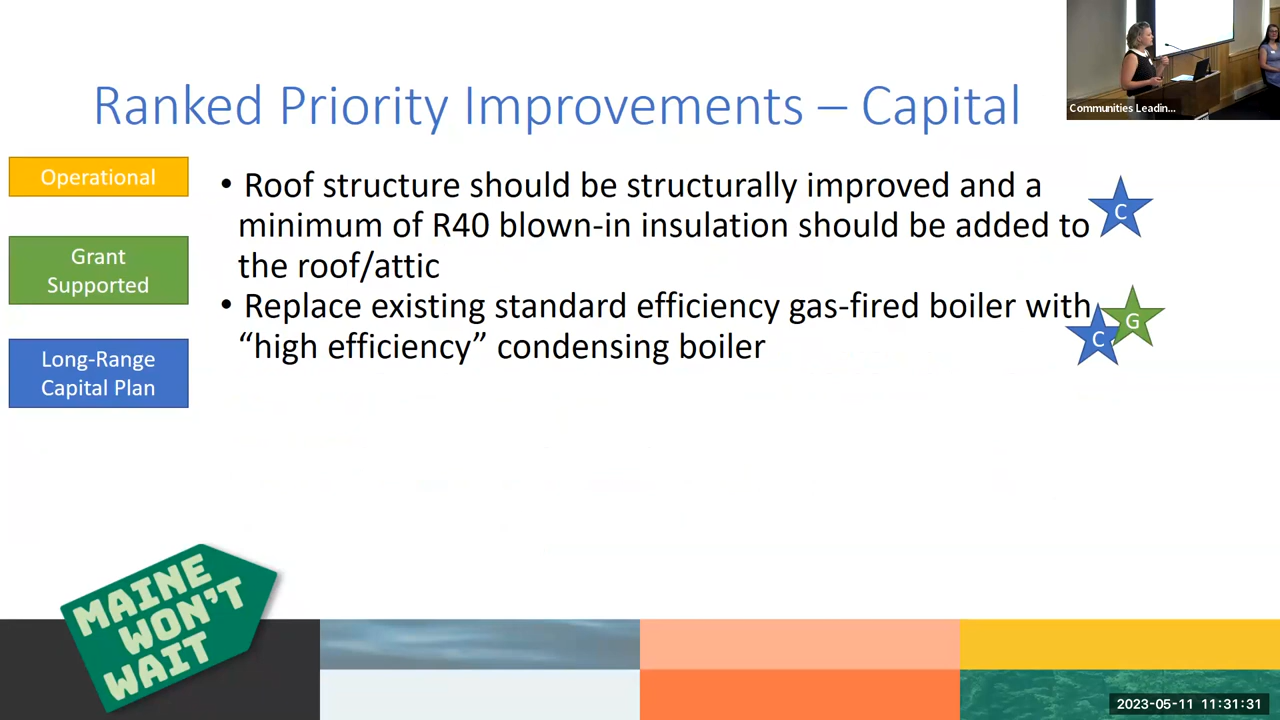 Ranked Priority Improvements – Capital
Communities Leadin...
Operational
Grant
Supported
Long-Range
Capital Plan
• Roof structure should be structurally improved and a
minimum of R40 blown-in insulation should be added to
the roof/attic
C
• Replace existing standard efficiency gas-fired boiler with
“high efficiency” condensing boiler
G
C
MAINE
WON'T
WAIT
2023-05-11 11:31:31